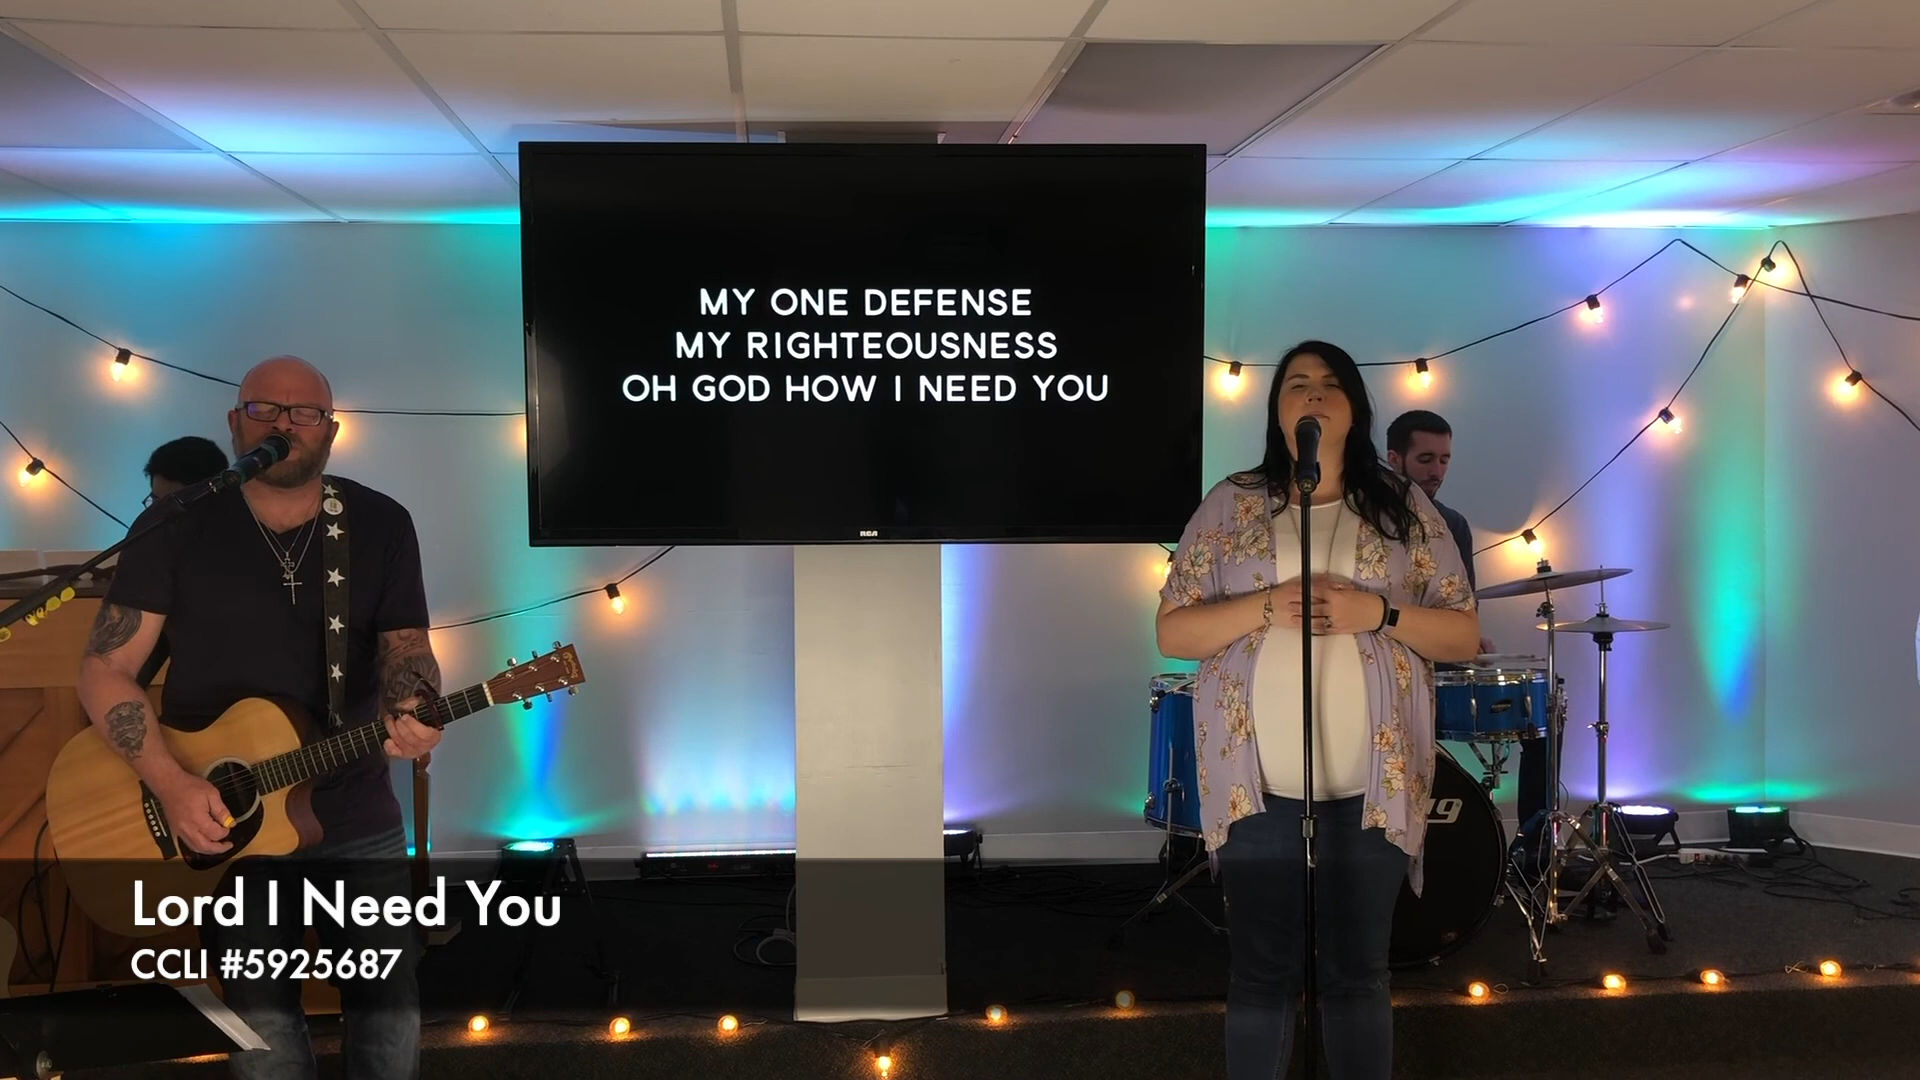 MY ONE DEFENSE
MY RIGHTEOUSNESS
OH GOD HOW I NEED YOU
RCA
Lord I Need You
CCLI #5925687